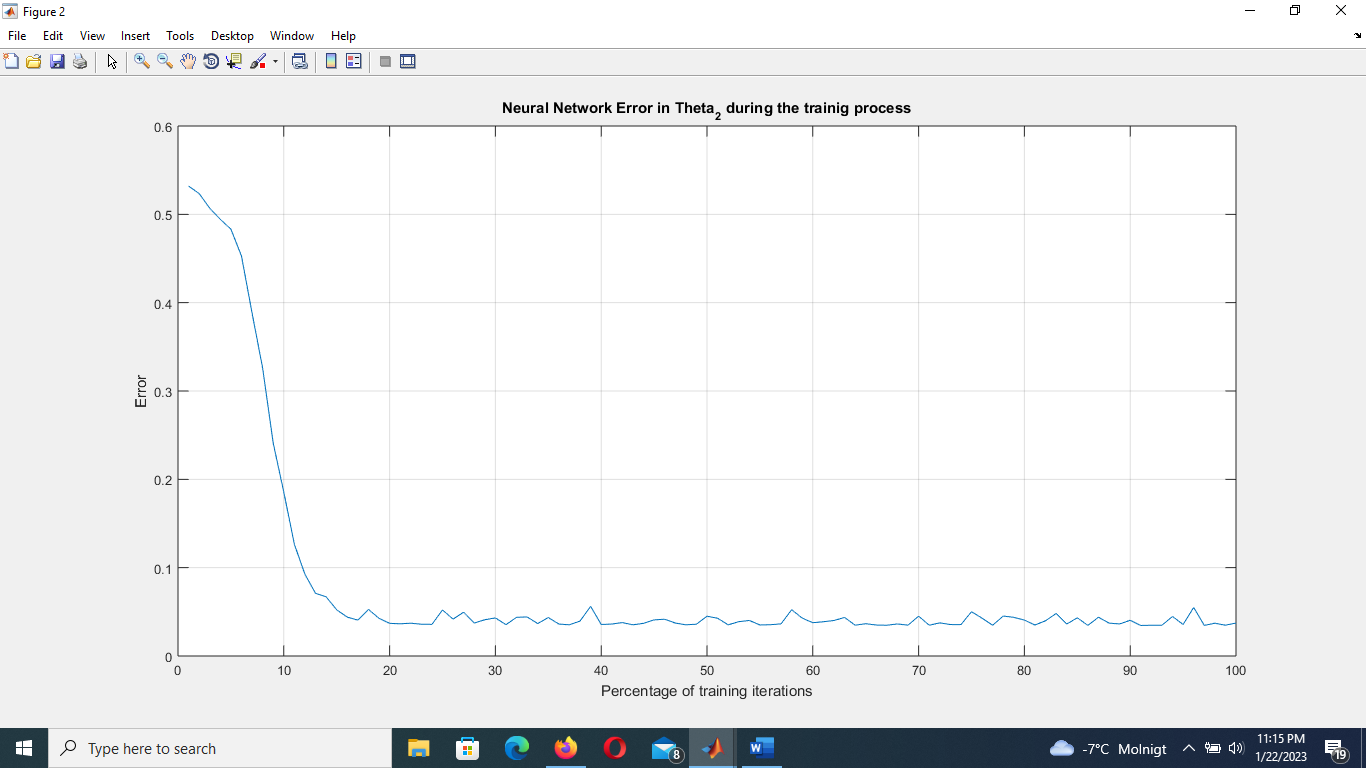 Figure 2
File Edit View Insert Tools Desktop Window Help
Neural Network Error in Theta2 during the trainig process
0.6
0.5
0.4
0.3
0.2
0.1
0
Error
0 10 20 30 40 50 60 70 80 90 100
Percentage of training iterations
Type here to search
8
W
-7°C Molnigt
11:15 PM
1/22/2023
19